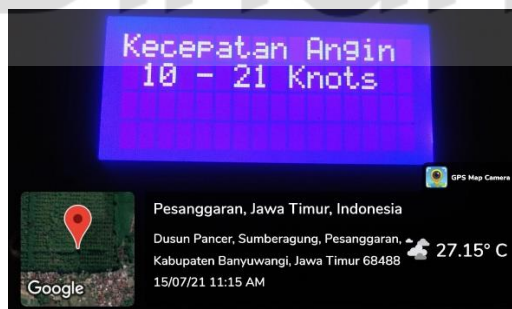 Kecepatan Angin
10 - 21 Knots
GPS Map Camera
Pesanggaran, Jawa Timur, Indonesia
Dusun Pancer, Sumberagung, Pesanggaran,
Kabupaten Banyuwangi, Jawa Timur 68488
15/07/21 11:15 AM
27.15° C
Google